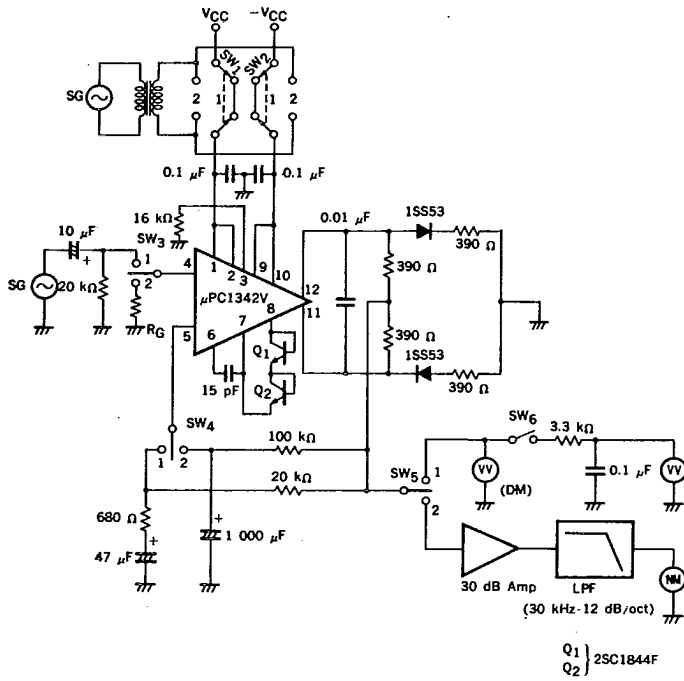 VCC
-VCC
SW1
SW2
SG
2
1
1
2
0.1 μF
0.1 μF
16 kΩ
0.01 μF
1SS53
390 Ω
10 μF
SW3
1
2
3
9
10
12
390 Ω
SG
20 kΩ
1
2
4
μPC1342V
11
RG
5
6
7
8
Q1
390 Ω
1SS53
15 pF
Q2
390 Ω
SW4
1
2
100 kΩ
SW6
3.3 kΩ
20 kΩ
SW5
1
VV
(DM)
0.1 μF
VV
680 Ω
2
47 μF
1 000 μF
30 dB Amp
LPF
NM
(30 kHz-12 dB/oct)
Q1
Q2
2SC1844F